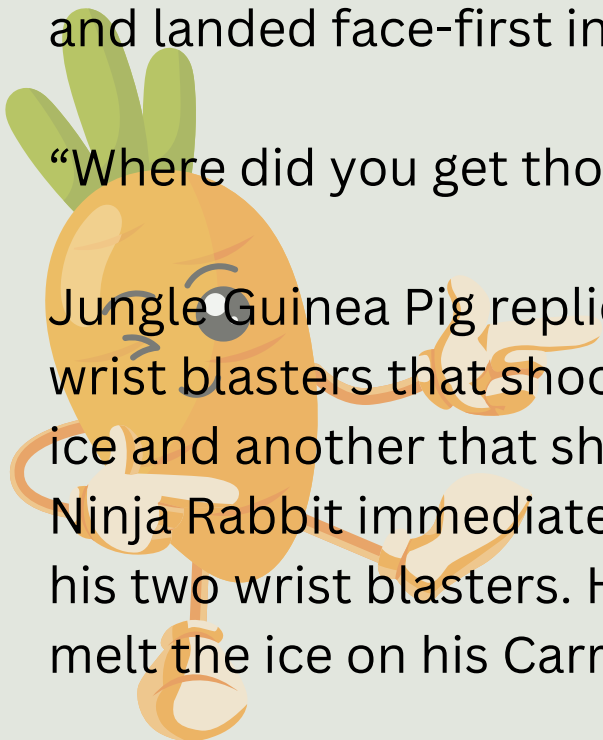 and landed face-first in
“Where did you get tho
Jungle Guinea Pig replie
wrist blasters that shoo
ice and another that sh
Ninja Rabbit immediate
his two wrist blasters. H
melt the ice on his Carr